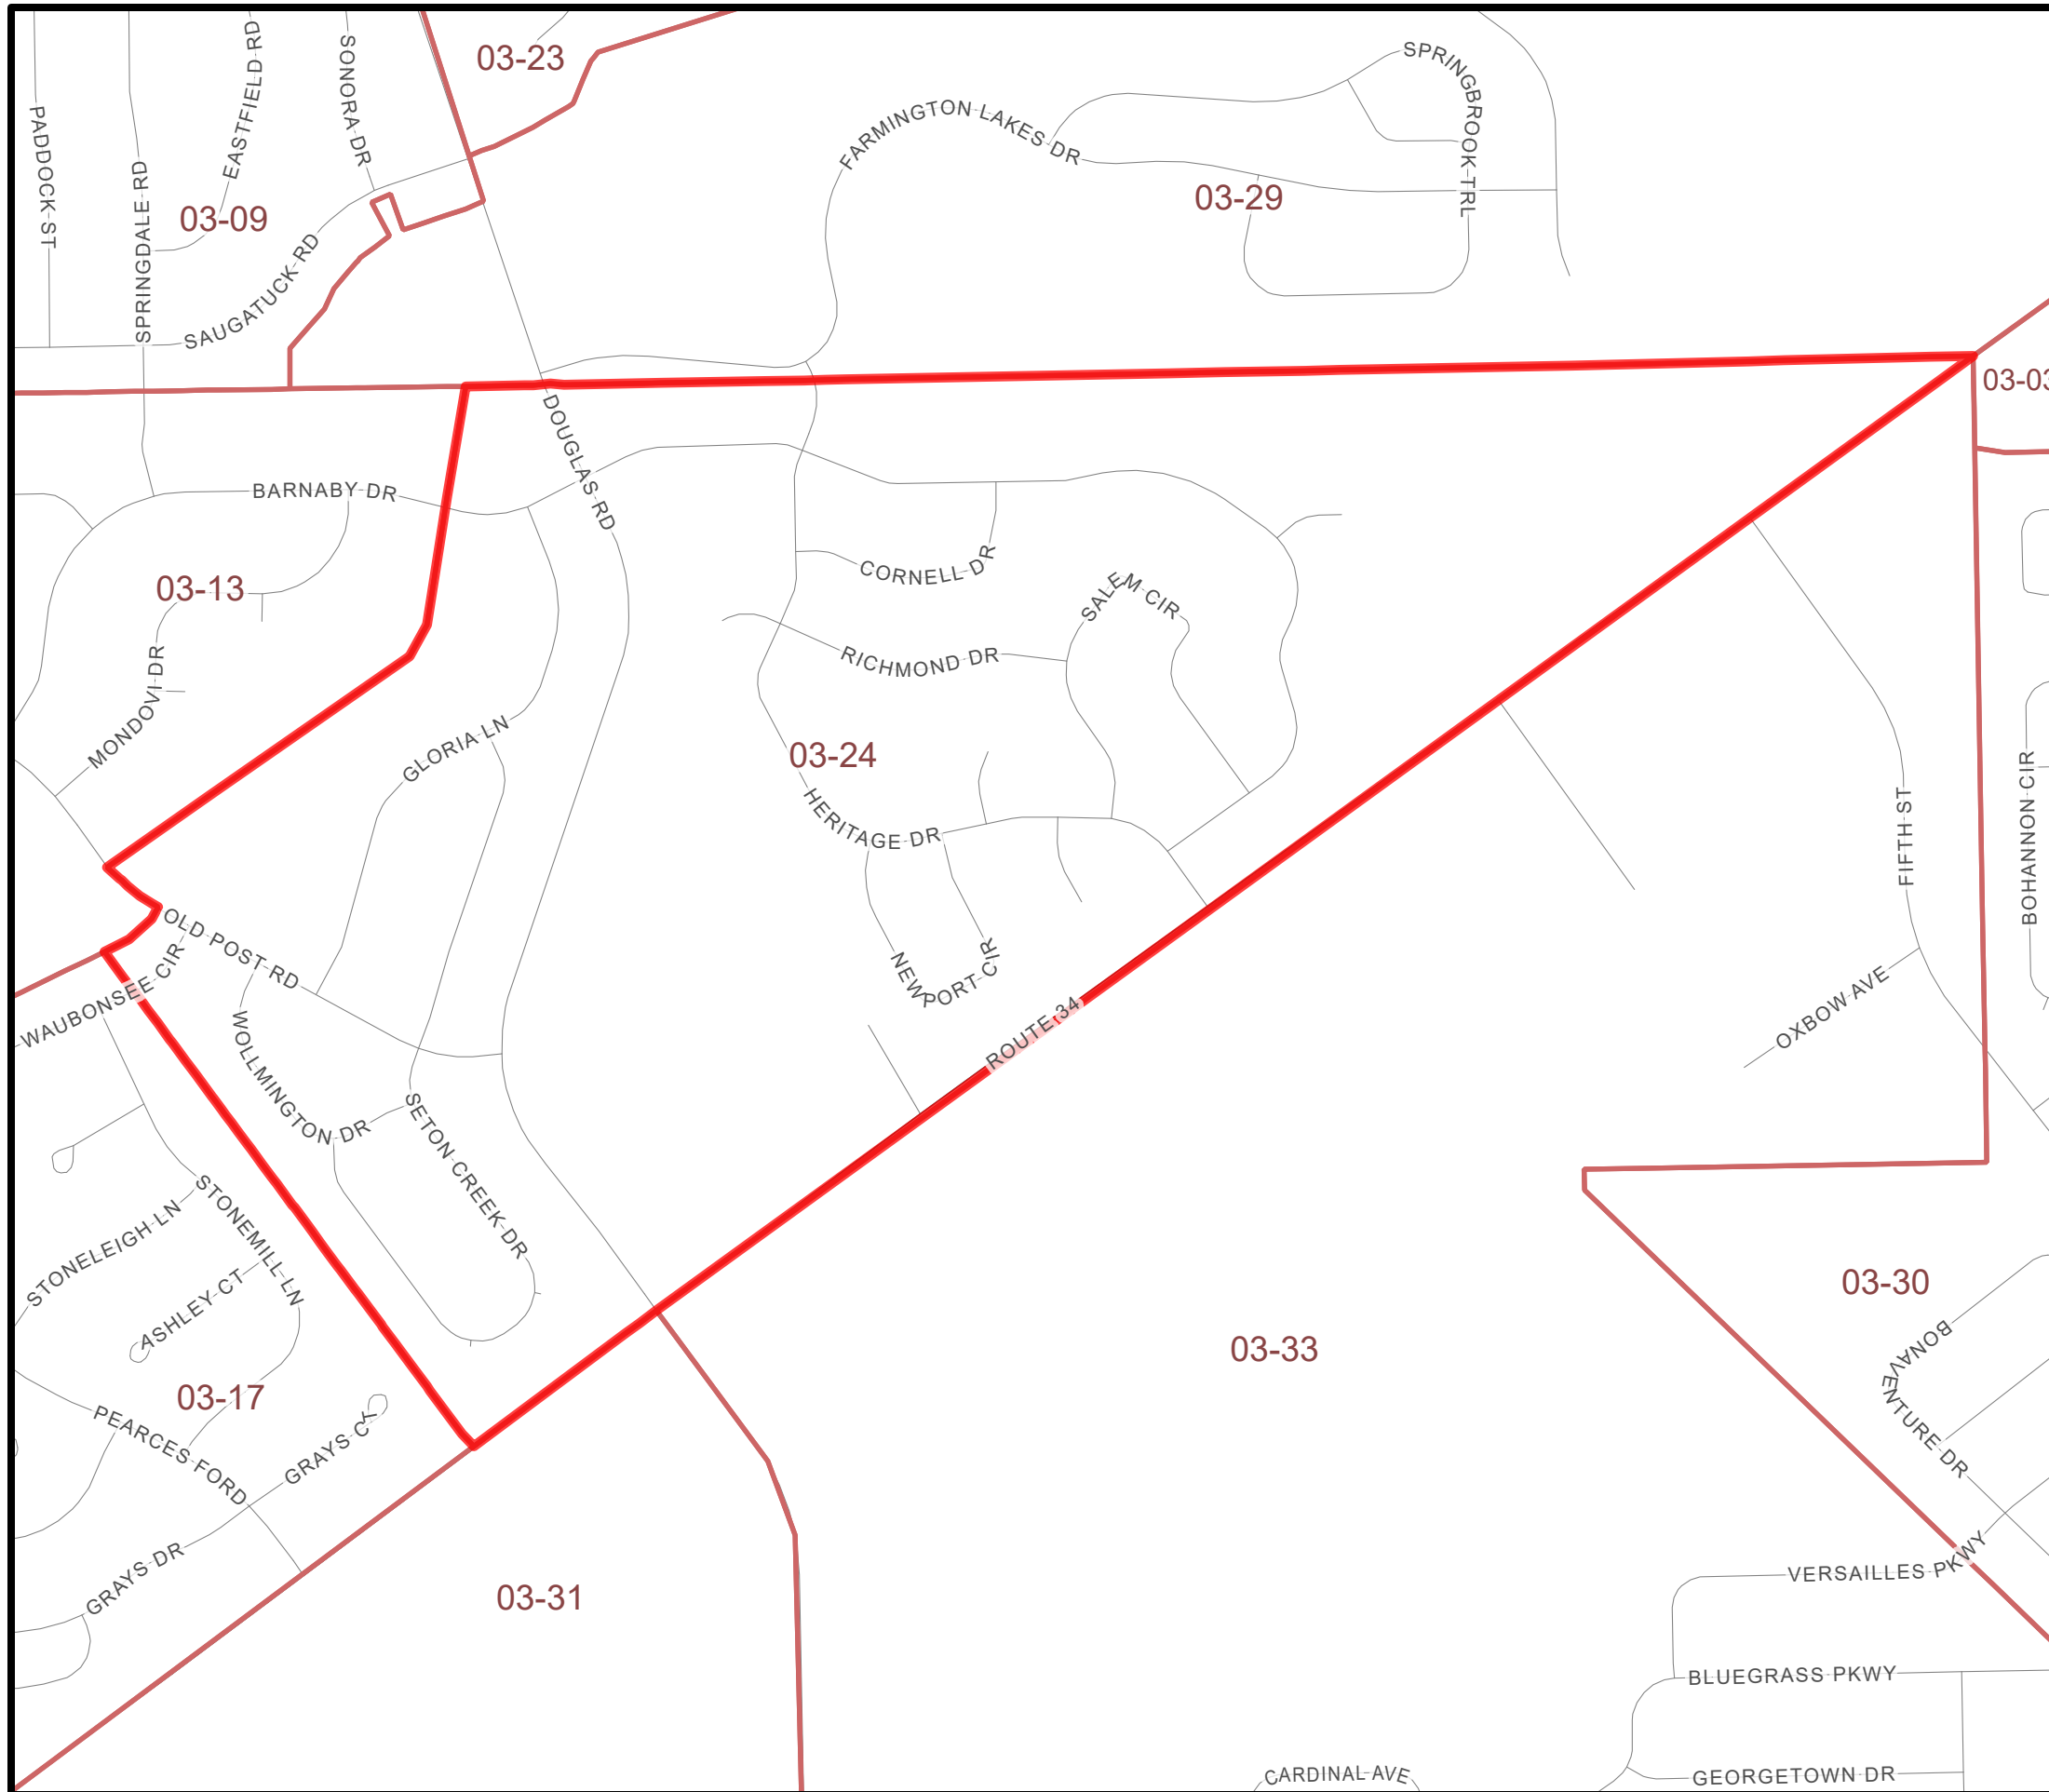 03-23
SPRINGBROOK TRL
EASTFIELD RD
SONORA DR
PADDOCK ST
SPRINGDALE RD
FARMINGTON LAKES DR
03-09
03-29
SAUGATUCK RD
03-03
DOUGLAS RD
BARNABY DR
03-13
CORNELL DR
SALEM CIR
RICHMOND DR
MONDOVI DR
GLORIA LN
03-24
HERITAGE DR
FIFTH ST
BOHANNON CIR
OLD POST RD
WAUBONSEE CIR
NEWPORT CIR
ROUTE 34
OXBOW AVE
WOLLMINGTON DR
SETON CREEK DR
STONELEIGH LN
STONEMILL LN
ASHLEY CT
03-30
03-33
BONAVENTURE DR
03-17
PEARCES FORD
GRAYS CT
GRAYS DR
03-31
VERSAILLES PKWY
BLUEGRASS PKWY
CARDINAL AVE
GEORGETOWN DR